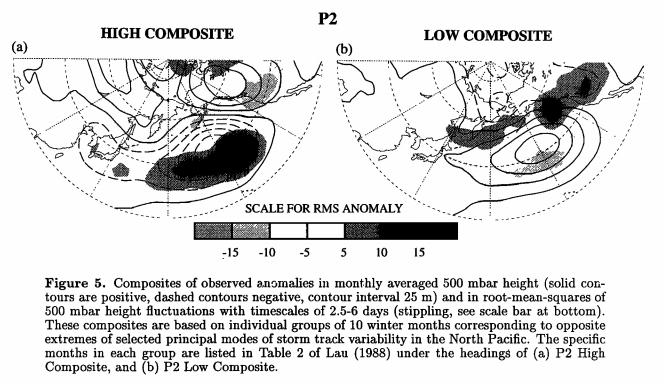 P2
HIGH COMPOSITE
LOW COMPOSITE
(a)
(b)
SCALE FOR RMS ANOMALY
-15 -10 -5 5 10 15
Figure 5. Composites of observed anomalies in monthly averaged 500 mbar height (solid con-
tours are positive, dashed contours negative, contour interval 25 m) and in root-mean-squares of
500 mbar height fluctuations with timescales of 2.5-6 days (stippling, see scale bar at bottom).
These composites are based on individual groups of 10 winter months corresponding to opposite
extremes of selected principal modes of storm track variability in the North Pacific. The specific
months in each group are listed in Table 2 of Lau (1988) under the headings of (a) P2 High
Composite, and (b) P2 Low Composite.